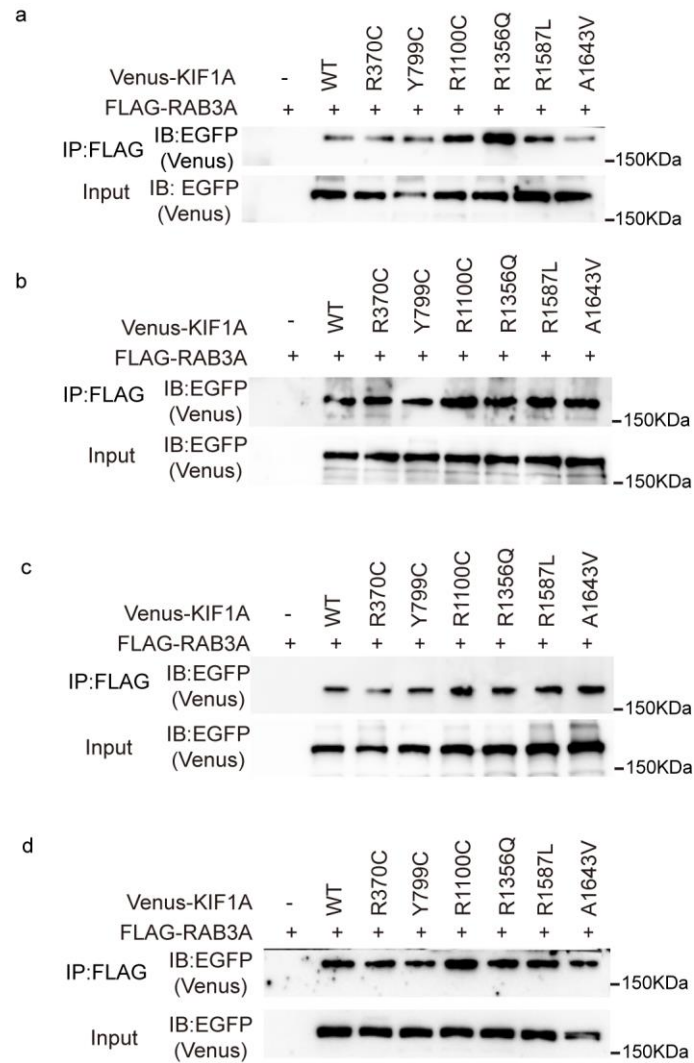 a
Venus-KIF1A - WT R370C Y799C R1100C R1356Q R1587L A1643V
FLAG-RAB3A + + + + + + + +
IP:FLAG IB:EGFP
(Venus)
-150KDa
Input IB: EGFP
(Venus)
-150KDa
b
Venus-KIF1A - WT R370C Y799C R1100C R1356Q R1587L A1643V
FLAG-RAB3A + + + + + + + +
IP:FLAG IB:EGFP
(Venus)
-150KDa
Input IB:EGFP
(Venus)
-150KDa
c
Venus-KIF1A - WT R370C Y799C R1100C R1356Q R1587L A1643V
FLAG-RAB3A + + + + + + + +
IP:FLAG IB:EGFP
(Venus)
-150KDa
Input IB:EGFP
(Venus)
-150KDa
d
Venus-KIF1A - WT R370C Y799C R1100C R1356Q R1587L A1643V
FLAG-RAB3A + + + + + + + +
IP:FLAG IB:EGFP
(Venus)
-150KDa
Input IB:EGFP
(Venus)
-150KDa